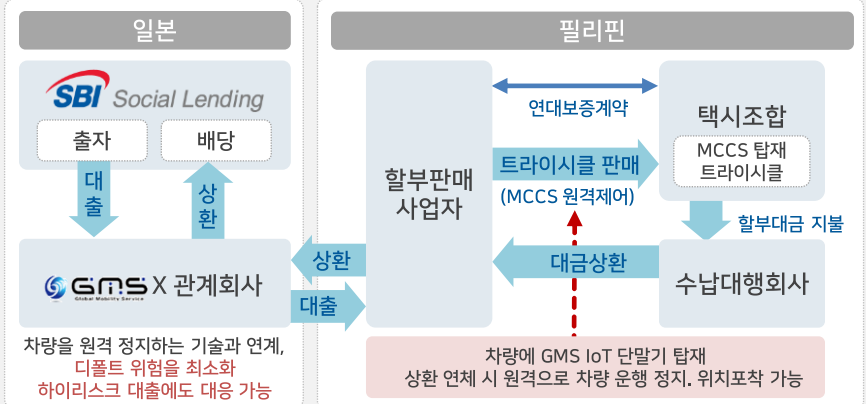 일본
SBI Social Lending
출자
배당
대출
상환
GMS X 관계회사
Global Mobility Service
차량을 원격 정지하는 기술과 연계,
디폴트 위험을 최소화
하이리스크 대출에도 대응 가능
상환
대출
필리핀
할부판매
사업자
연대보증계약
트라이시클 판매
(MCCS 원격제어)
대금상환
택시조합
MCCS 탑재
트라이시클
할부대금 지불
수납대행회사
차량에 GMS IoT 단말기 탑재
상환 연체 시 원격으로 차량 운행 정지. 위치포착 가능